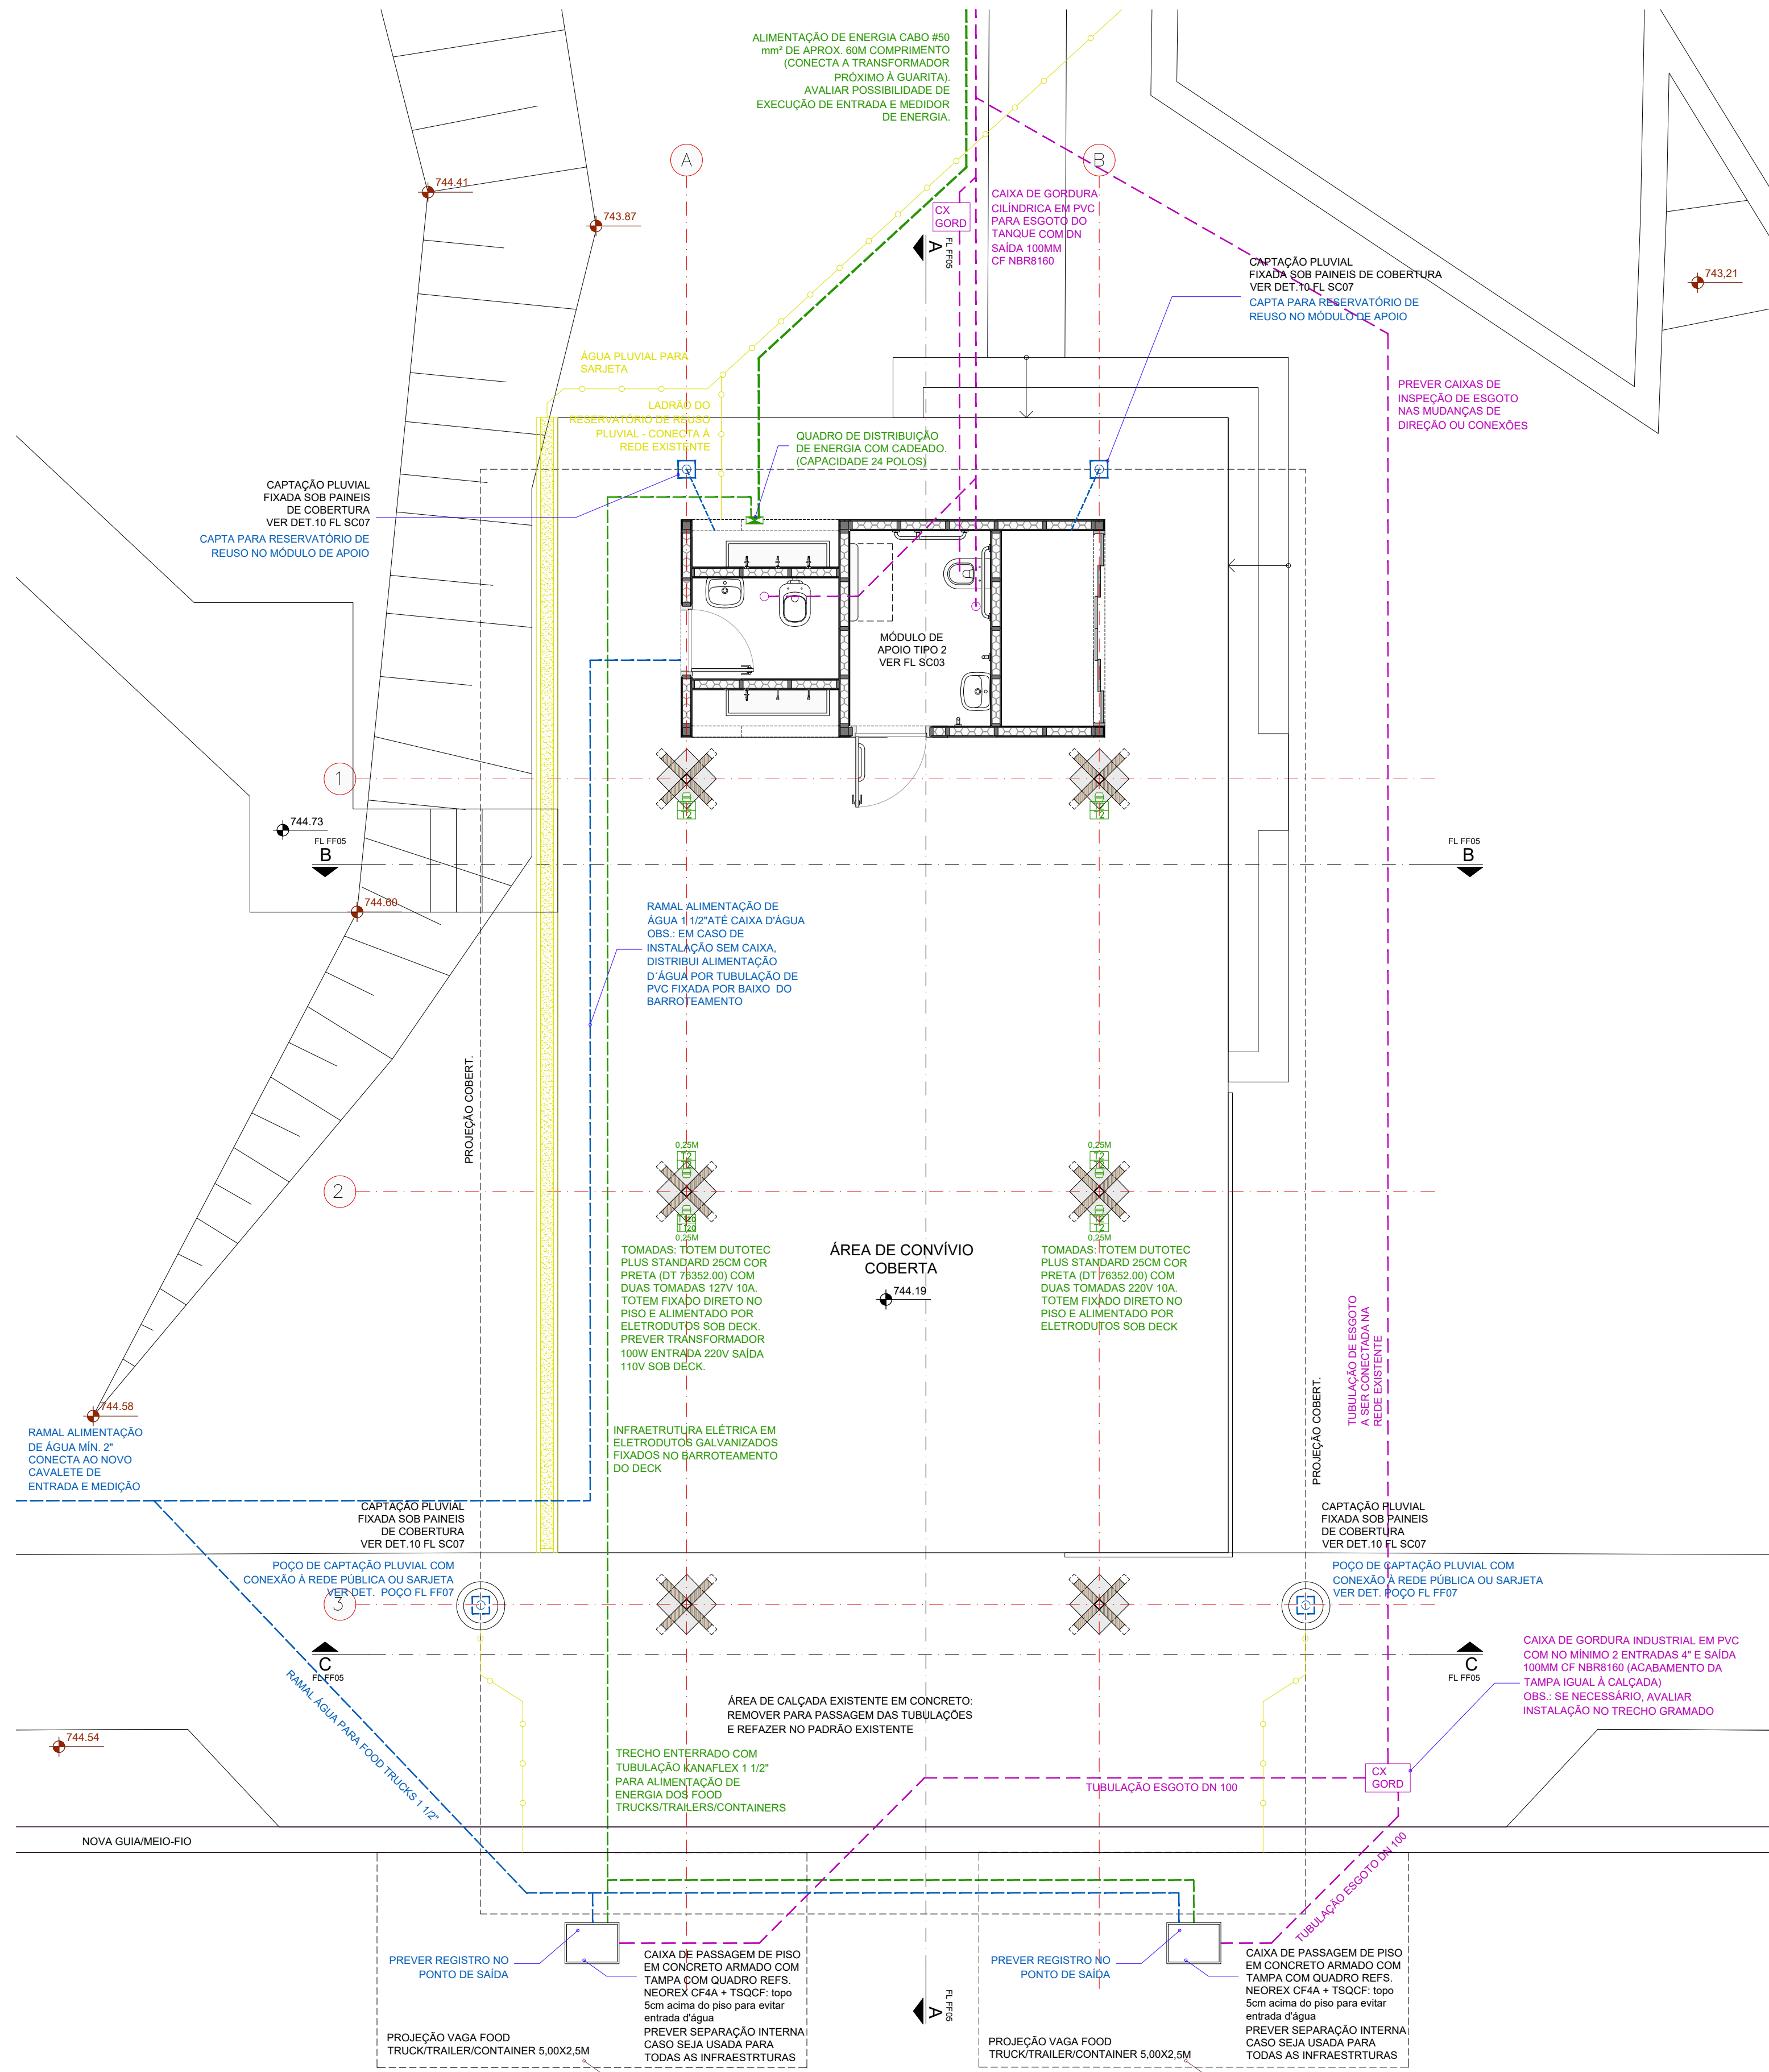 ALIMENTAÇÃO DE ENERGIA CABO #50
mm² DE APROX. 60M COMPRIMENTO
(CONECTA A TRANSFORMADOR
PRÓXIMO À GUARITA).
AVALIAR POSSIBILIDADE DE
EXECUÇÃO DE ENTRADA E MEDIDOR
DE ENERGIA.
A
B
744.41
743.87
CX
GORD
CAIXA DE GORDURA
CILÍNDRICA EM PVC
PARA ESGOTO DO
TANQUE COM DN
SAÍDA 100MM
CF NBR8160
A
FL FF05
CAPTAÇÃO PLUVIAL
FIXADA SOB PAINEIS DE COBERTURA
VER DET.10 FL SC07
CAPTA PARA RESERVATÓRIO DE
REUSO NO MÓDULO DE APOIO
743,21
ÁGUA PLUVIAL PARA
SARJETA
LADRÃO DO
RESERVATÓRIO DE REUSO
PLUVIAL - CONECTA À
REDE EXISTENTE
QUADRO DE DISTRIBUIÇÃO
DE ENERGIA COM CADEADO.
(CAPACIDADE 24 POLOS)
PREVER CAIXAS DE
INSPEÇÃO DE ESGOTO
NAS MUDANÇAS DE
DIREÇÃO OU CONEXÕES
CAPTAÇÃO PLUVIAL
FIXADA SOB PAINEIS
DE COBERTURA
VER DET.10 FL SC07
CAPTA PARA RESERVATÓRIO DE
REUSO NO MÓDULO DE APOIO
MÓDULO DE
APOIO TIPO 2
VER FL SC03
1
T2
T2
744.73
FL FF05
B
FL FF05
B
744.60
RAMAL ALIMENTAÇÃO DE
ÁGUA 1 1/2"ATÉ CAIXA D'ÁGUA
OBS.: EM CASO DE
INSTALAÇÃO SEM CAIXA,
DISTRIBUI ALIMENTAÇÃO
D´ÁGUA POR TUBULAÇÃO DE
PVC FIXADA POR BAIXO DO
BARROTEAMENTO
PROJEÇÃO COBERT.
0,25M
T2
T2
0,25M
T2
T2
2
T120
0,25M
T2
0,25M
TOMADAS: TOTEM DUTOTEC
PLUS STANDARD 25CM COR
PRETA (DT 76352.00) COM
DUAS TOMADAS 127V 10A.
TOTEM FIXADO DIRETO NO
PISO E ALIMENTADO POR
ELETRODUTOS SOB DECK.
PREVER TRANSFORMADOR
100W ENTRADA 220V SAÍDA
110V SOB DECK.
ÁREA DE CONVÍVIO
COBERTA
744.19
TOMADAS: TOTEM DUTOTEC
PLUS STANDARD 25CM COR
PRETA (DT 76352.00) COM
DUAS TOMADAS 220V 10A.
TOTEM FIXADO DIRETO NO
PISO E ALIMENTADO POR
ELETRODUTOS SOB DECK
TUBULAÇÃO DE ESGOTO
A SER CONECTADA NA
REDE EXISTENTE
PROJEÇÃO COBERT.
744.58
RAMAL ALIMENTAÇÃO
DE ÁGUA MÍN. 2"
CONECTA AO NOVO
CAVALETE DE
ENTRADA E MEDIÇÃO
INFRAETRUTURA ELÉTRICA EM
ELETRODUTOS GALVANIZADOS
FIXADOS NO BARROTEAMENTO
DO DECK
CAPTAÇÃO PLUVIAL
FIXADA SOB PAINEIS
DE COBERTURA
VER DET.10 FL SC07
POÇO DE CAPTAÇÃO PLUVIAL COM
CONEXÃO À REDE PÚBLICA OU SARJETA
VER DET. POÇO FL FF07
CAPTAÇÃO PLUVIAL
FIXADA SOB PAINEIS
DE COBERTURA
VER DET.10 FL SC07
POÇO DE CAPTAÇÃO PLUVIAL COM
CONEXÃO À REDE PÚBLICA OU SARJETA
VER DET. POÇO FL FF07
3
C
FL FF05
C
FL FF05
CAIXA DE GORDURA INDUSTRIAL EM PVC
COM NO MÍNIMO 2 ENTRADAS 4" E SAÍDA
100MM CF NBR8160 (ACABAMENTO DA
TAMPA IGUAL À CALÇADA)
OBS.: SE NECESSÁRIO, AVALIAR
INSTALAÇÃO NO TRECHO GRAMADO
RAMAL ÁGUA PARA FOOD TRUCKS 1 1/2"
ÁREA DE CALÇADA EXISTENTE EM CONCRETO:
REMOVER PARA PASSAGEM DAS TUBULAÇÕES
E REFAZER NO PADRÃO EXISTENTE
744.54
TRECHO ENTERRADO COM
TUBULAÇÃO KANAFLEX 1 1/2"
PARA ALIMENTAÇÃO DE
ENERGIA DOS FOOD
TRUCKS/TRAILERS/CONTAINERS
TUBULAÇÃO ESGOTO DN 100
CX
GORD
NOVA GUIA/MEIO-FIO
TUBULAÇÃO ESGOTO DN 100
PREVER REGISTRO NO
PONTO DE SAÍDA
CAIXA DE PASSAGEM DE PISO
EM CONCRETO ARMADO COM
TAMPA COM QUADRO REFS.
NEOREX CF4A + TSQCF: topo
5cm acima do piso para evitar
entrada d'água
PREVER SEPARAÇÃO INTERNA
CASO SEJA USADA PARA
TODAS AS INFRAESTRTURAS
PROJEÇÃO VAGA FOOD
TRUCK/TRAILER/CONTAINER 5,00X2,5M
A
FL FF05
PREVER REGISTRO NO
PONTO DE SAÍDA
CAIXA DE PASSAGEM DE PISO
EM CONCRETO ARMADO COM
TAMPA COM QUADRO REFS.
NEOREX CF4A + TSQCF: topo
5cm acima do piso para evitar
entrada d'água
PREVER SEPARAÇÃO INTERNA
CASO SEJA USADA PARA
TODAS AS INFRAESTRTURAS
PROJEÇÃO VAGA FOOD
TRUCK/TRAILER/CONTAINER 5,00X2,5M